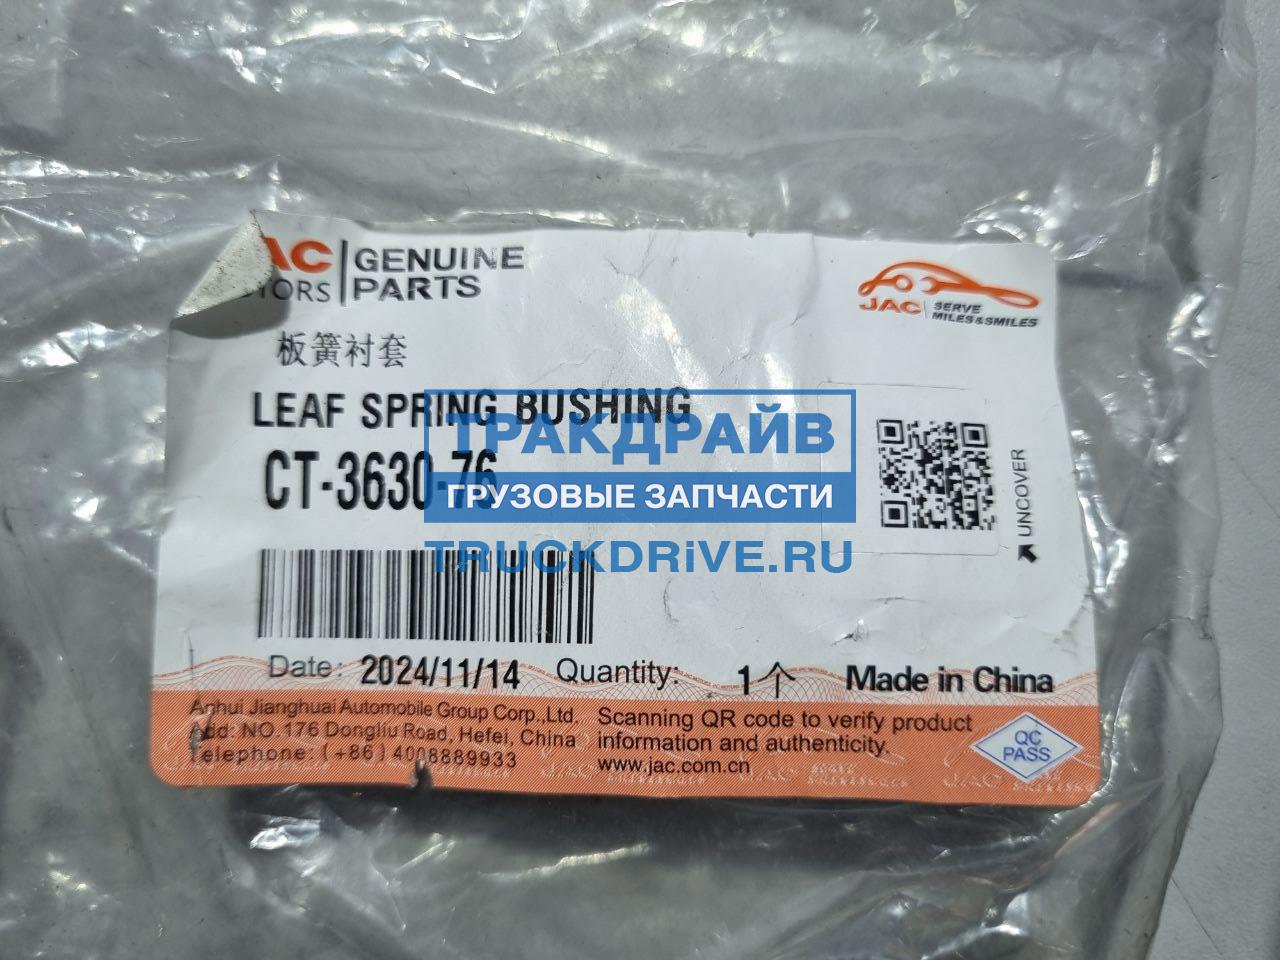 JAC
MOTORS
GENUINE
PARTS
JAC
SERVE
MILES&SMILES
板簧衬套
LEAF SPRING BUSHING
CT-3630-76
ТРАКДРАЙВ
ГРУЗОВЫЕ ЗАПЧАСТИ
TRUCKDRiVE.RU
UNCOVER
Date: 2024/11/14 Quantity: 1个 Made in China
Anhui Jianghuai Automobile Group Corp.,Ltd.
Add: NO.176 Dongliu Road, Hefei, China
Telephone: (+86) 4008889933
Scanning QR code to verify product
information and authenticity.
www.jac.com.cn
QC
PASS